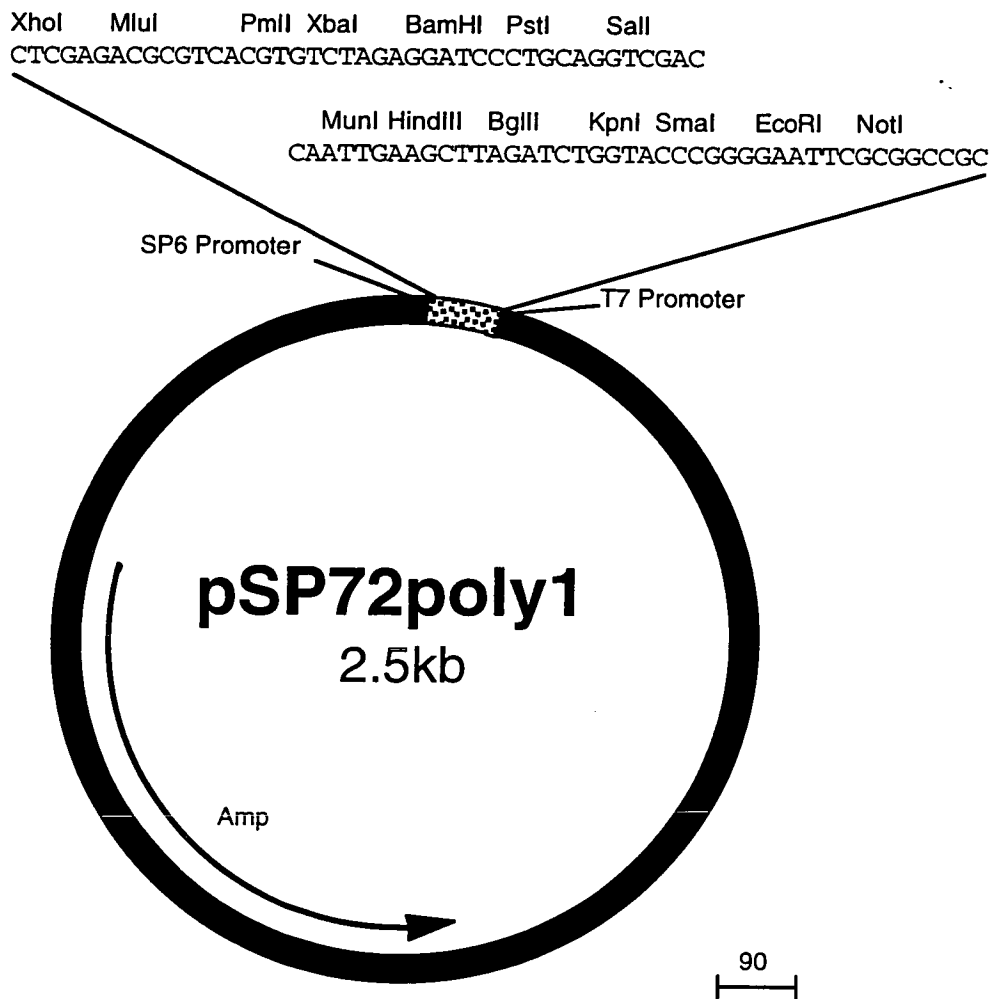 XhoI MluI PmlI XbaI BamHI PstI SalI
CTCGAGACGCGTCACGTGTCTAGAGGATCCCTGCAGGTCGAC
MunI HindIII BglII KpnI SmaI EcoRI NotI
CAATTGAAGCTTAGATCTGGTACCCGGGGAATTCGCGGCCGC
SP6 Promoter
T7 Promoter
pSP72poly1
2.5kb
Amp
90